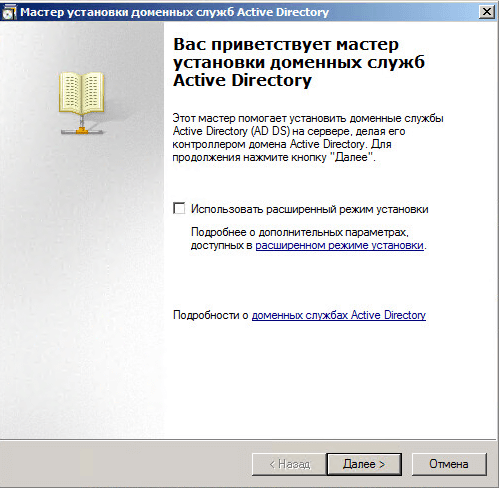 Мастер установки доменных служб Active Directory
Вас приветствует мастер
установки доменных служб
Active Directory
Этот мастер помогает установить доменные службы
Active Directory (AD DS) на сервере, делая его
контроллером домена Active Directory. Для
продолжения нажмите кнопку "Далее".
Использовать расширенный режим установки
Подробнее о дополнительных параметрах,
доступных в расширенном режиме установки.
Подробности о доменных службах Active Directory
< Назад
Далее >
Отмена